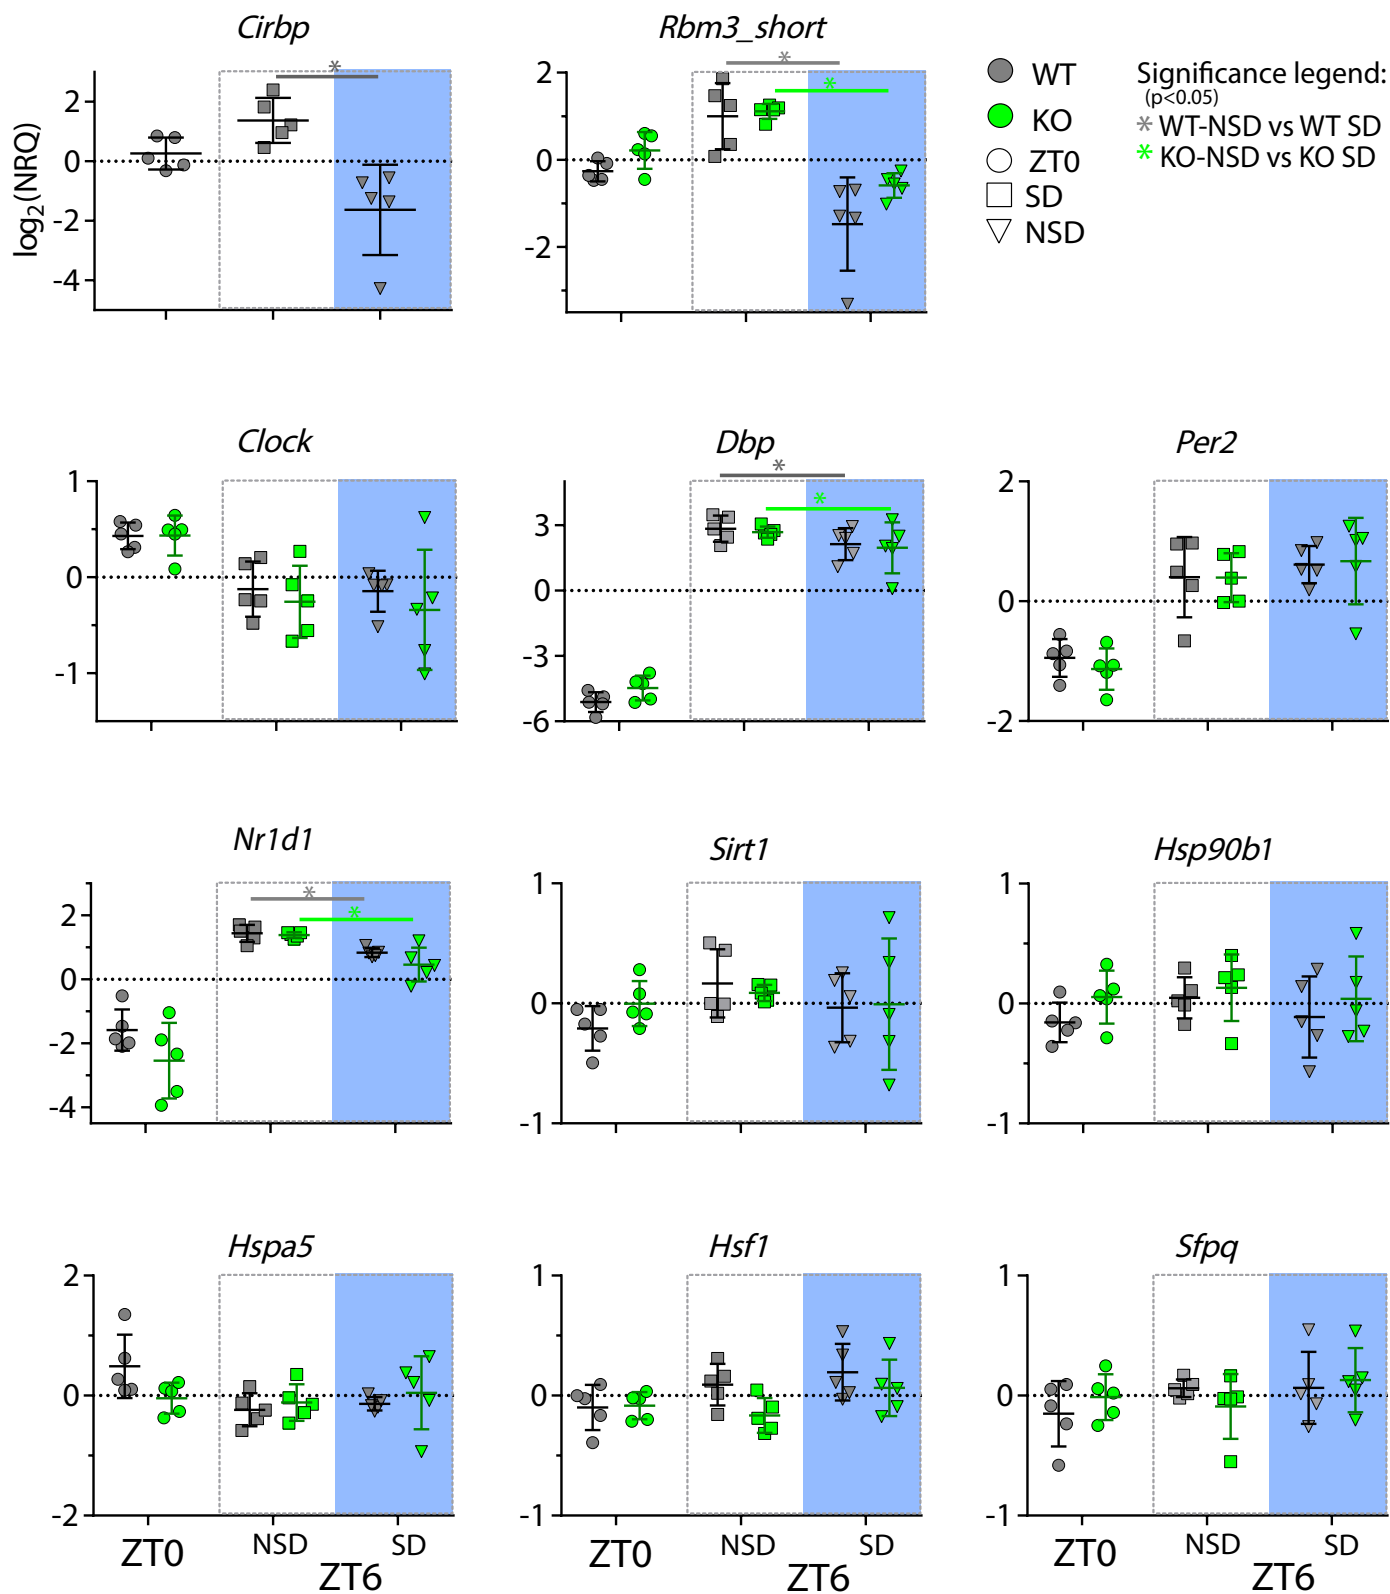 Cirbp
Rbm3_short
log2(NRQ)
2
0
-2
-4
*
2
0
-2
*
*
WT
KO
ZT0
SD
NSD
Significance legend:
(p<0.05)
* WT-NSD vs WT SD
* KO-NSD vs KO SD
Clock
Dbp
Per2
1
0
-1
3
0
-3
-6
*
*
2
0
-2
Nr1d1
Sirt1
Hsp90b1
2
0
-2
-4
*
*
1
0
-1
1
0
-1
Hspa5
Hsf1
Sfpq
2
0
-2
1
0
-1
1
0
-1
ZT0
NSD
SD
ZT6
ZT0
NSD
SD
ZT6
ZT0
NSD
SD
ZT6